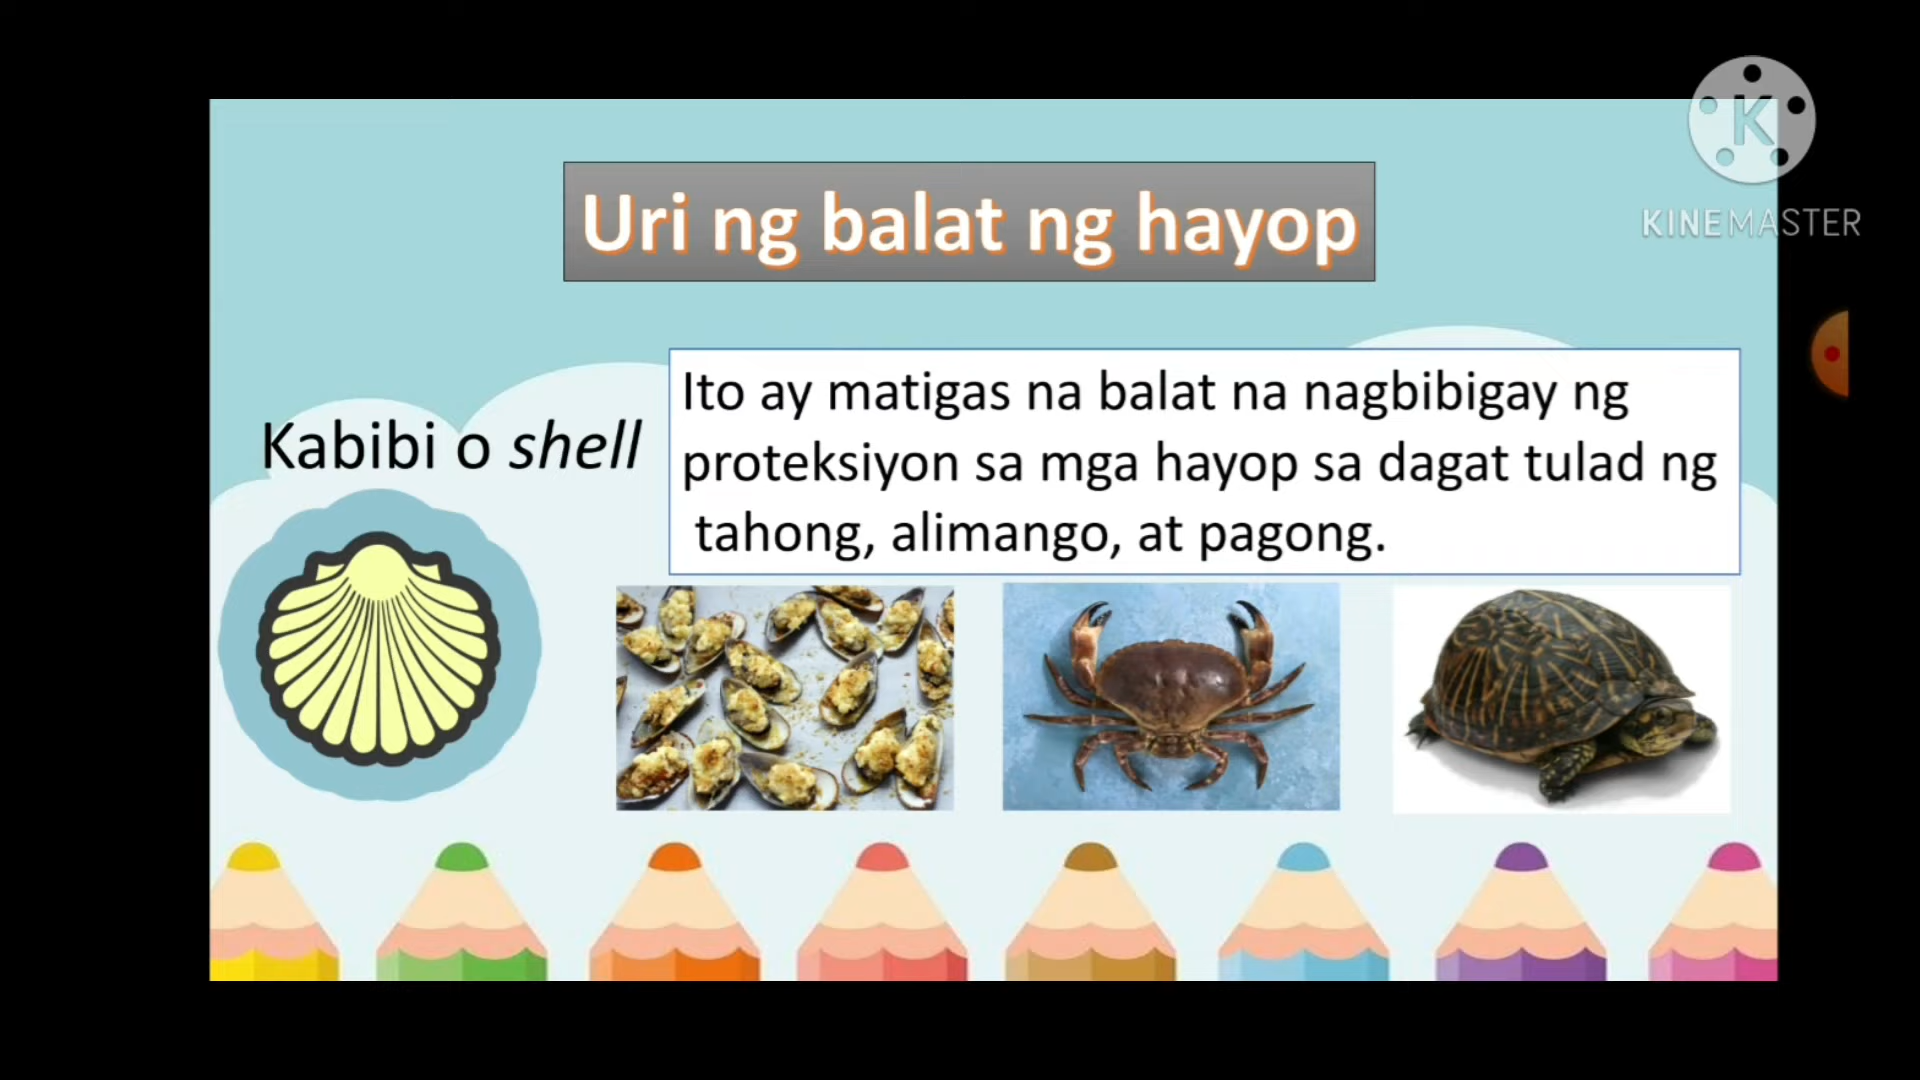 K
KINEMASTER
Uri ng balat ng hayop
Kabibi o shell
Ito ay matigas na balat na nagbibigay ng
proteksiyon sa mga hayop sa dagat tulad ng
tahong, alimango, at pagong.